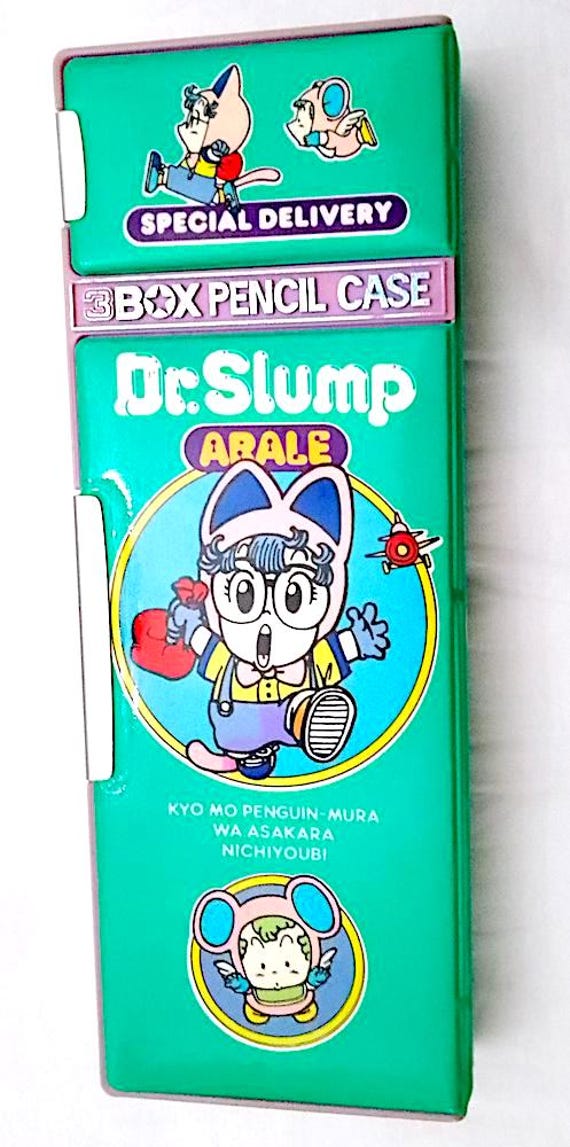 SPECIAL DELIVERY
3BOX PENCIL CASE
Dr.Slump
ARALE
KYO MO PENGUIN-MURA
WA ASAKARA
NICHIYOUBI